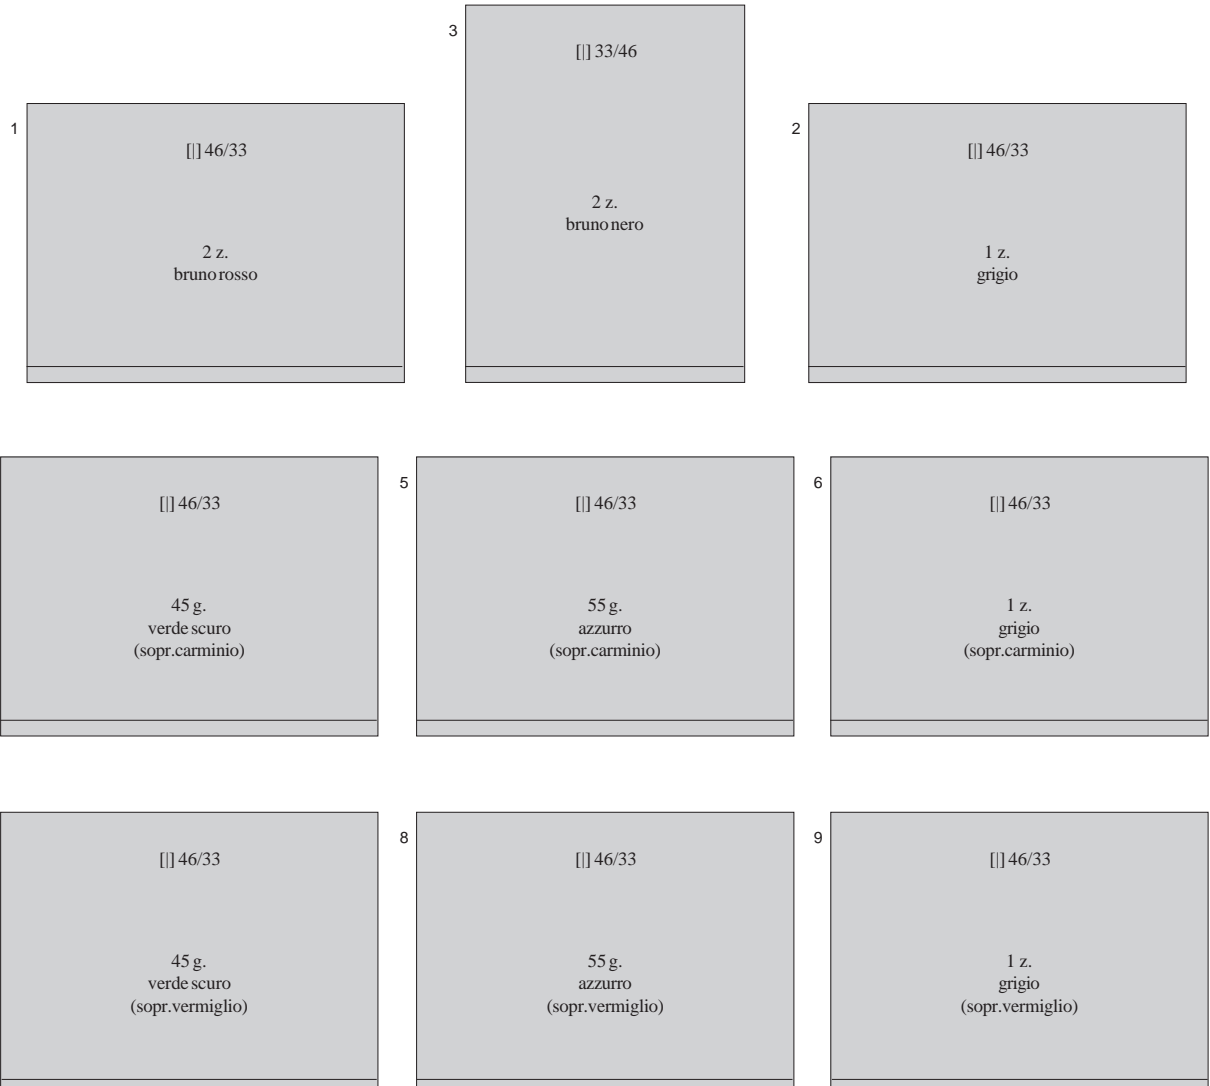 1
[|] 46/33
2 z.
bruno rosso
3
[|] 33/46
2 z.
bruno nero
2
[|] 46/33
1 z.
grigio
[|] 46/33
45 g.
verde scuro
(sopr.carminio)
5
[|] 46/33
55 g.
azzurro
(sopr.carminio)
6
[|] 46/33
1 z.
grigio
(sopr.carminio)
[|] 46/33
45 g.
verde scuro
(sopr.vermiglio)
8
[|] 46/33
55 g.
azzurro
(sopr.vermiglio)
9
[|] 46/33
1 z.
grigio
(sopr.vermiglio)